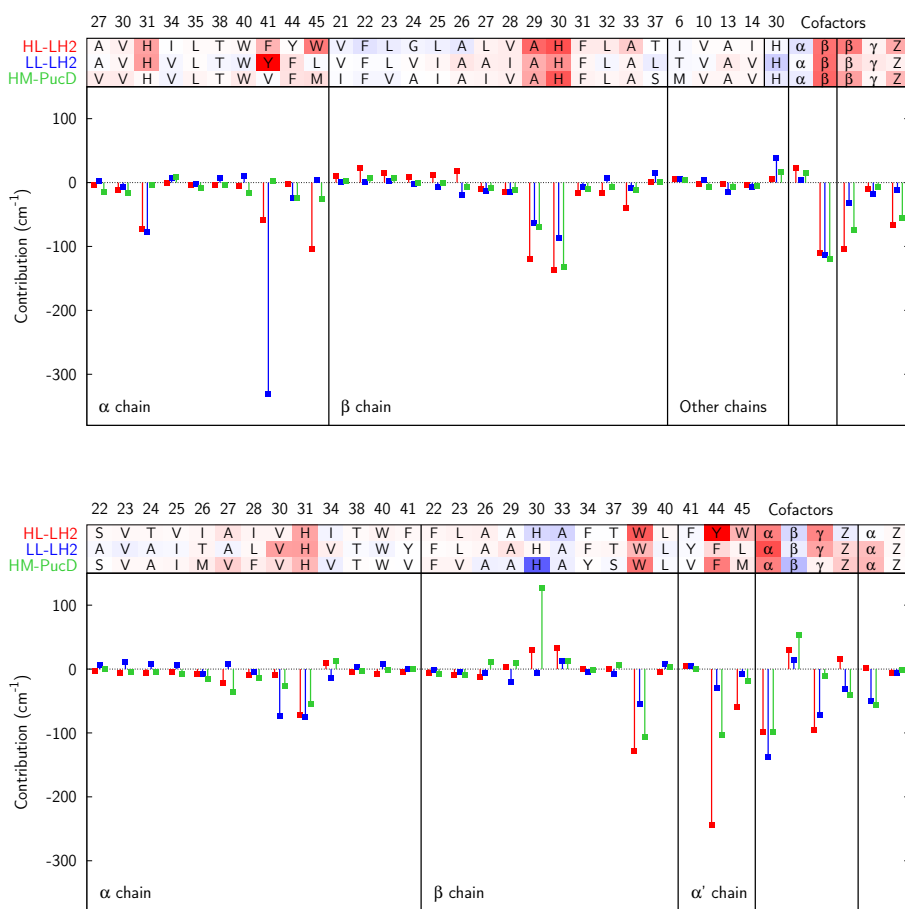 27 30 31 34 35 38 40 41 44 45 21 22 23 24 25 26 27 28 29 30 31 32 33 37 6 10 13 14 30 Cofactors
HL-LH2 A V H I L T W F Y W V F L G L A L V A H F L A T I V A I H α β β γ Z
LL-LH2 A V H V L T W Y F L V F L V I A A I A H F L A L T V A V H α β β γ Z
HM-PucD V V H V L T W V F M I F V A I A I V A H F L A S M V A V H α β β γ Z
100
0
-100
-200
-300
Contribution (cm⁻¹)
α chain β chain Other chains
22 23 24 25 26 27 28 30 31 34 38 40 41 22 23 26 29 30 33 34 37 39 40 41 44 45 Cofactors
HL-LH2 S V T V I A I V H I T W F F L A A H A F T W L F Y W α β γ Z α Z
LL-LH2 A V A I T A L V H V T W Y F L A A H A F T W L Y F L α β γ Z α Z
HM-PucD S V A I M V F V H V T W V F V A A H A Y S W L V F M α β γ Z α Z
100
0
-100
-200
-300
Contribution (cm⁻¹)
α chain β chain α' chain